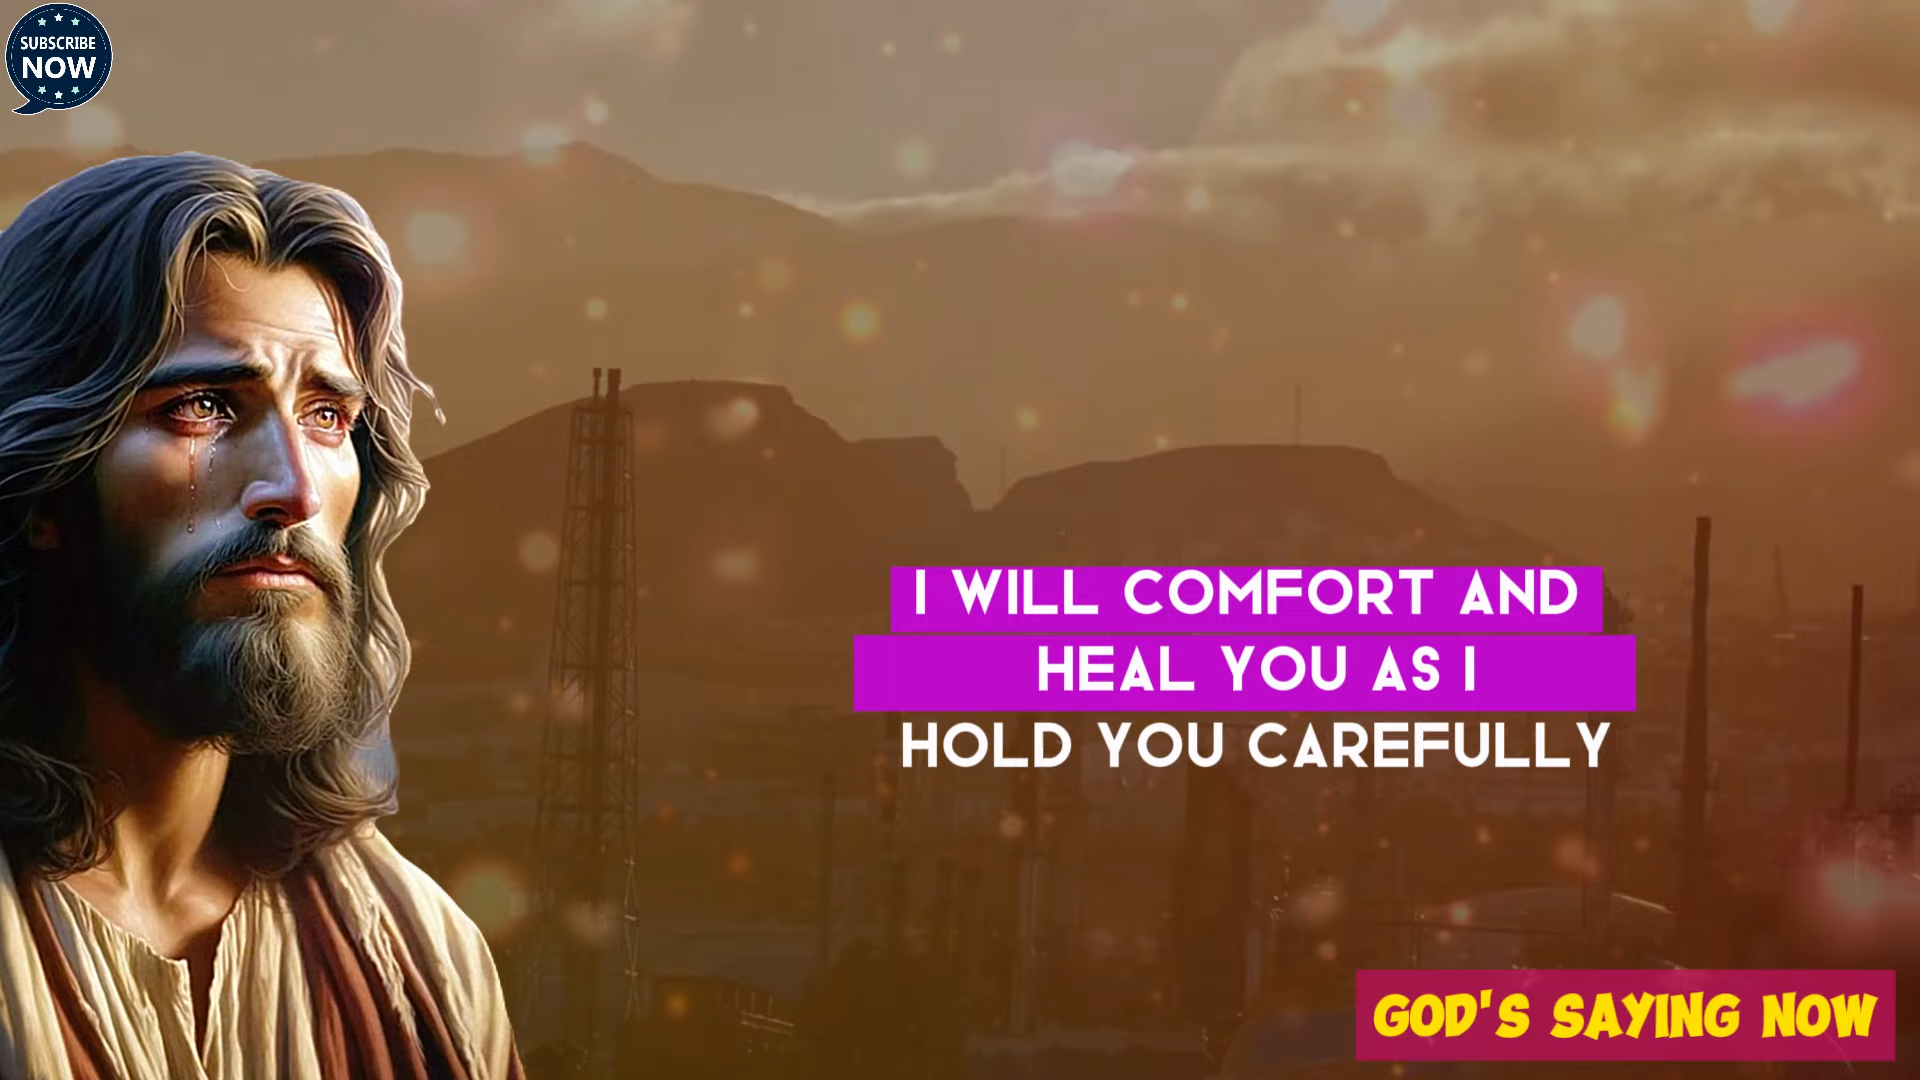 SUBSCRIBE
NOW
I WILL COMFORT AND
HEAL YOU AS I
HOLD YOU CAREFULLY
GOD'S SAYING NOW